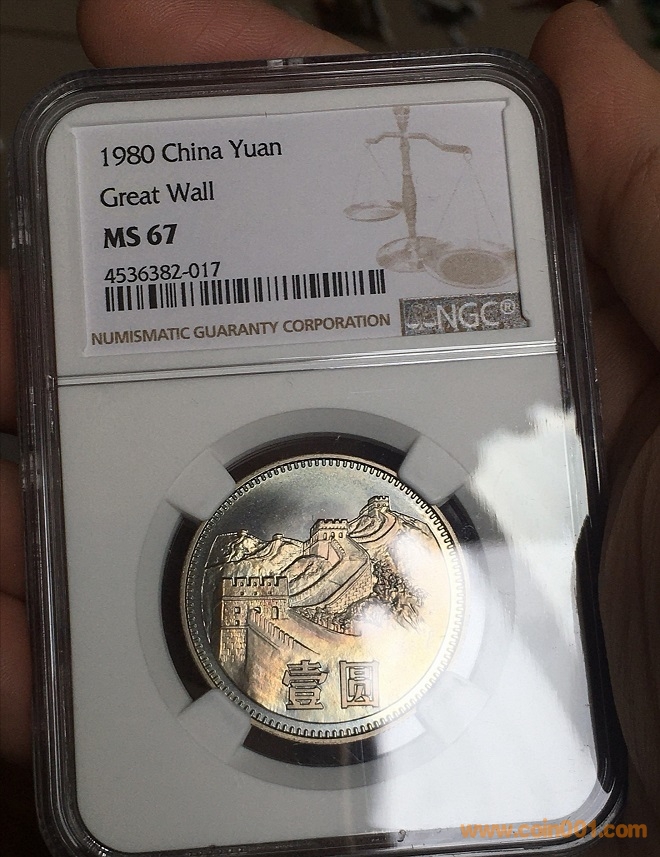 1980 China Yuan
Great Wall
MS 67
4536382-017
NUMISMATIC GUARANTY CORPORATION
NGC®
壹圆
www.coin001.com